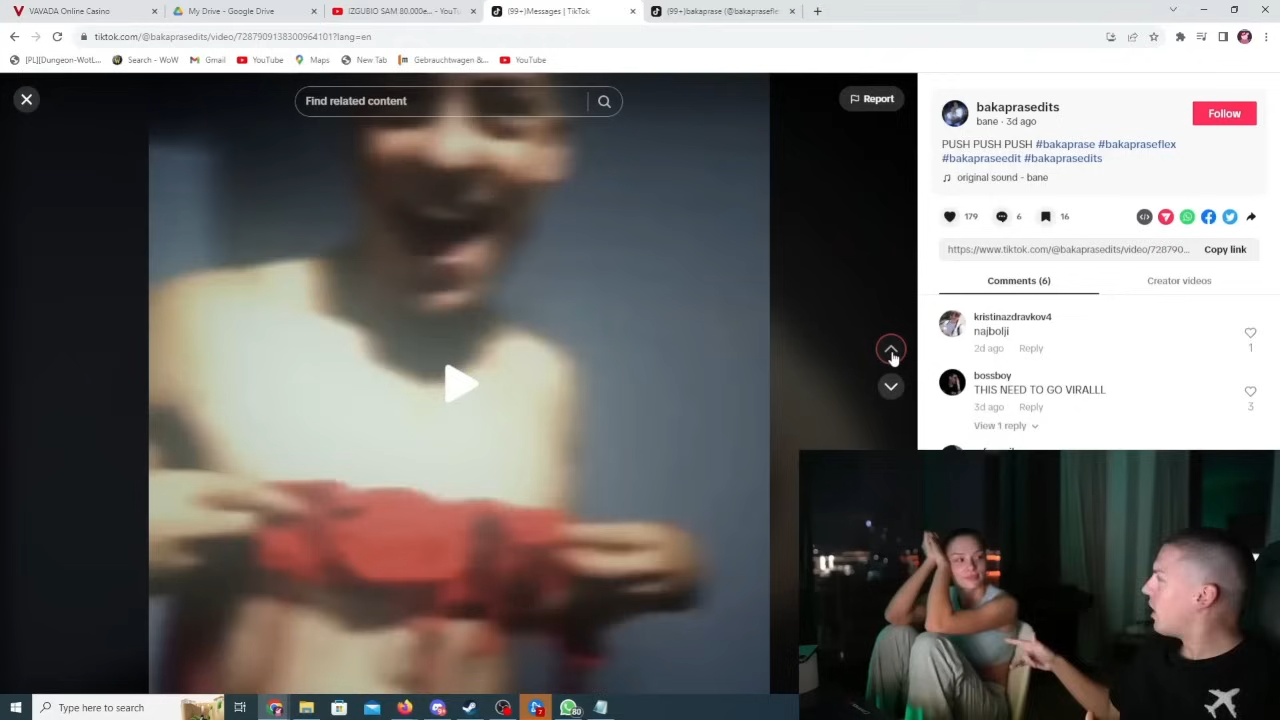 VAVADA Online Casino
My Drive - Google Drive
IZGUBIO SAM 80.000e... - YouTu
(99+)Messages | TikTok
(99+)bakaprase (@bakaprasefle
tiktok.com/@bakaprasedits/video/7287909138300964101?lang=en
[PL][Dungeon-WotL...
Search - WoW
Gmail
YouTube
Maps
New Tab
Gebrauchtwagen &...
YouTube
Find related content
Report
bakaprasedits
bane · 3d ago
Follow
PUSH PUSH PUSH #bakaprase #bakapraseflex
#bakapraseedit #bakaprasedits
original sound - bane
179
6
16
https://www.tiktok.com/@bakaprasedits/video/728790...
Copy link
Comments (6)
Creator videos
kristinazdravkov4
najbolji
2d ago
Reply
1
bossboy
THIS NEED TO GO VIRALLL
3d ago
Reply
3
View 1 reply
Type here to search
80